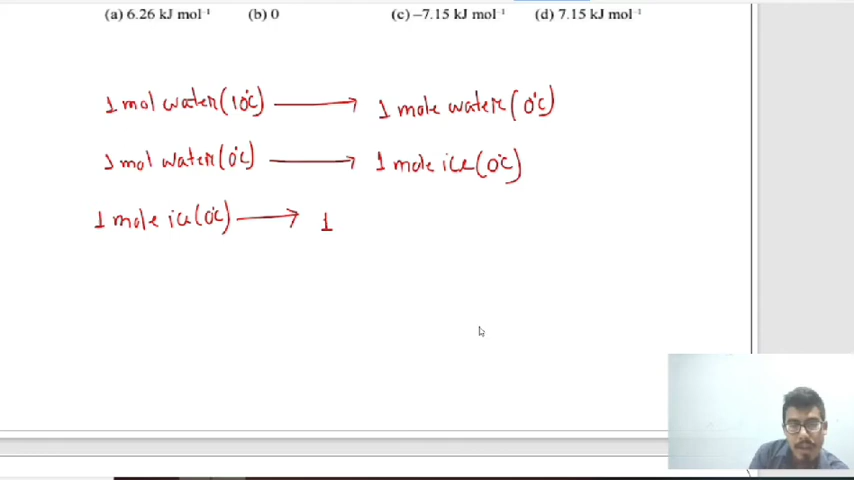 (a) 6.26 kJ mol⁻¹ (b) 0 (c) –7.15 kJ mol⁻¹ (d) 7.15 kJ mol⁻¹
1 mol water (10°C) ⟶ 1 mole water (0°C)
1 mol water (0°C) ⟶ 1 mole ice (0°C)
1 mole ice (0°C) ⟶ 1